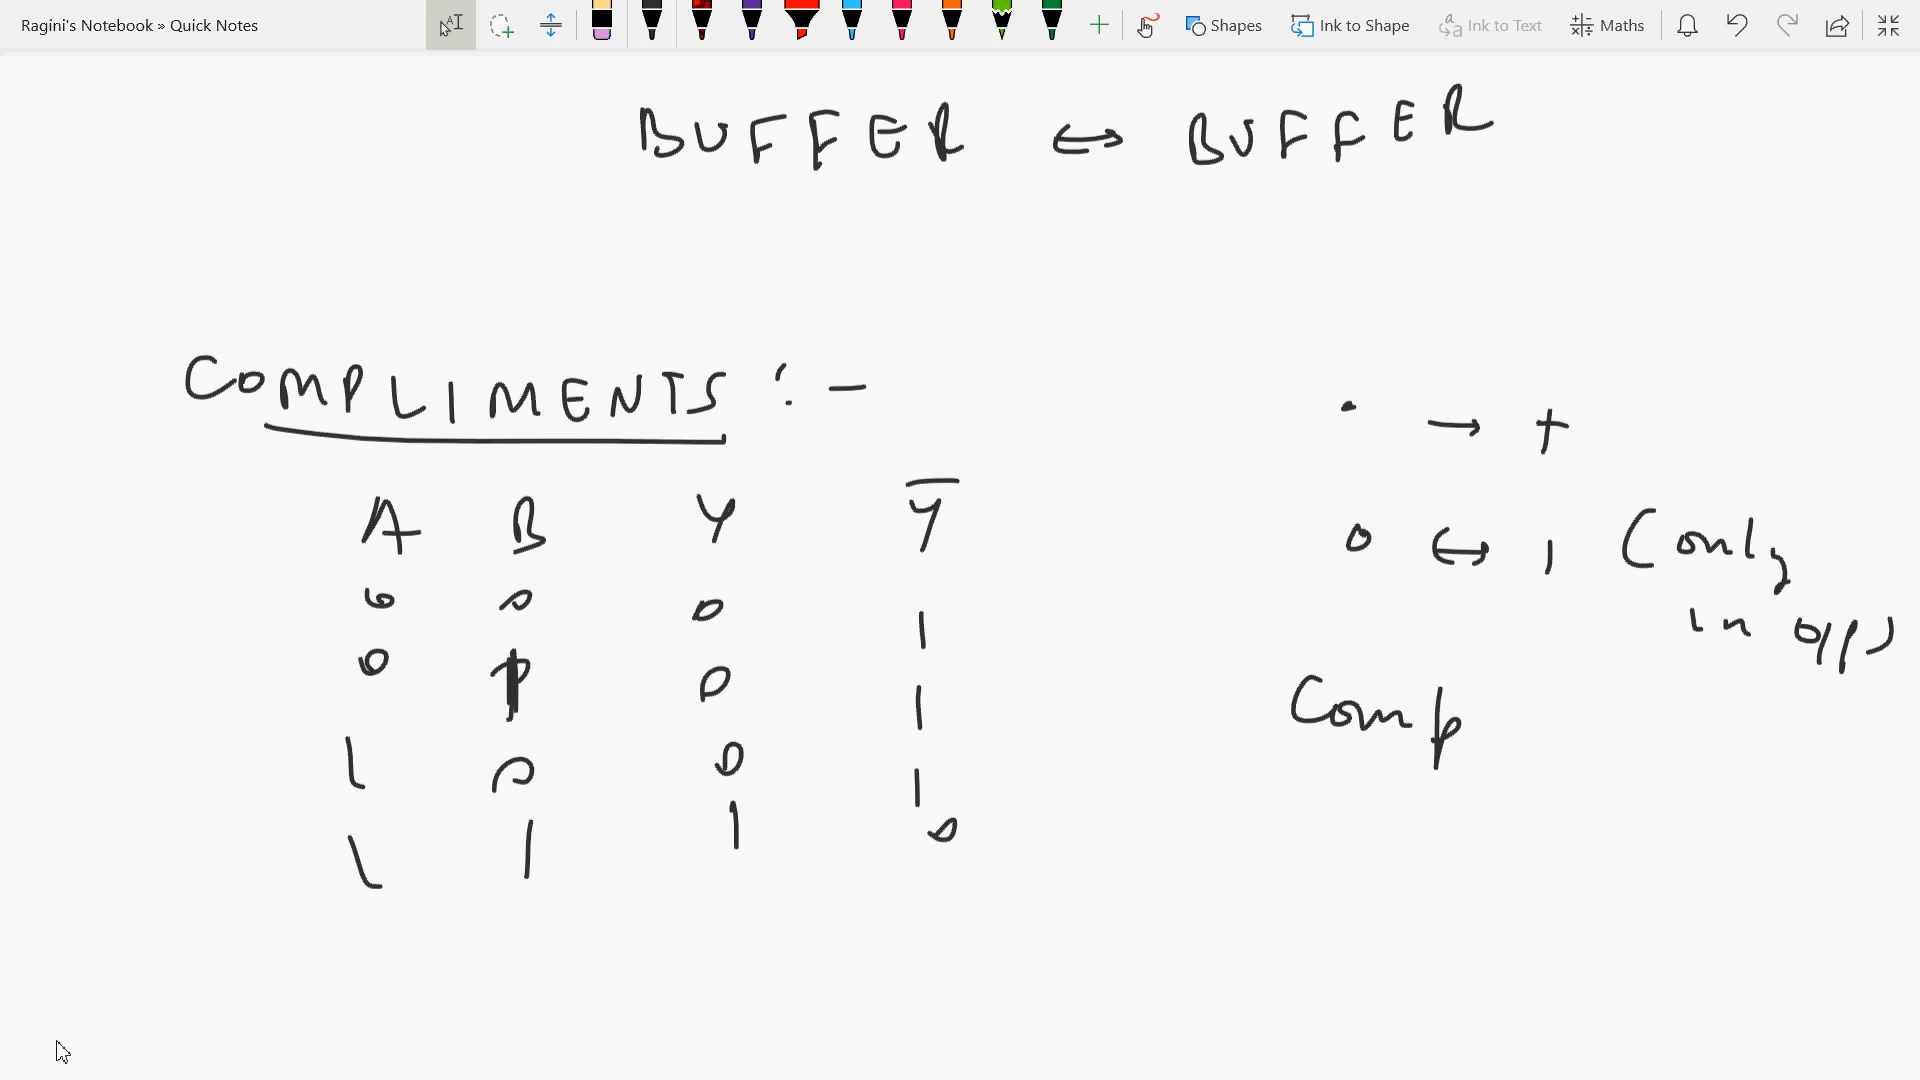 Ragini's Notebook » Quick Notes Shapes Ink to Shape Ink to Text Maths
BUFFER ↔ BUFFER
COMPLIMENTS :-
. → +
A B Y Y̅
0 ↔ 1 (only
0 0 0 1
in o/p)
0 1 0 1
Comp
1 0 0 1
1 1 1 0